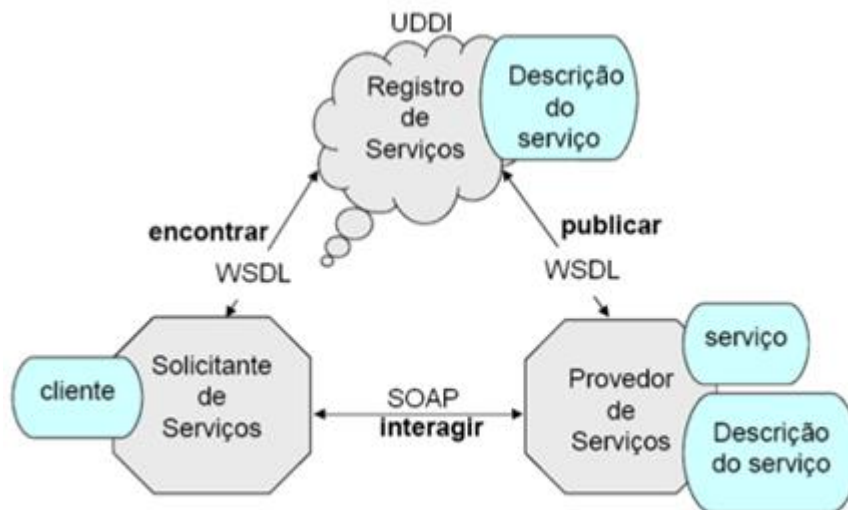 UDDI
Registro
de
Serviços
Descrição
do
serviço
encontrar
WSDL
publicar
WSDL
cliente
Solicitante
de
Serviços
SOAP
interagir
Provedor
de
Serviços
serviço
Descrição
do serviço